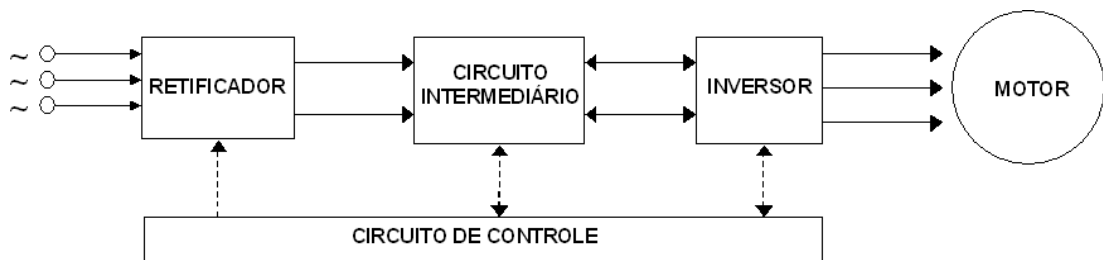 ~
~
~
RETIFICADOR
CIRCUITO
INTERMEDIÁRIO
INVERSOR
MOTOR
CIRCUITO DE CONTROLE